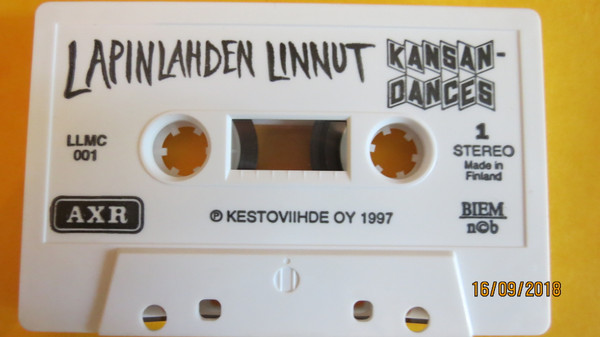 LAPINLAHDEN LINNUT
KANSAN-
DANCES
LLMC
001
1
STEREO
Made in
Finland
AXR
℗ KESTOVIIHDE OY 1997
BIEM
n©b
16/09/2018